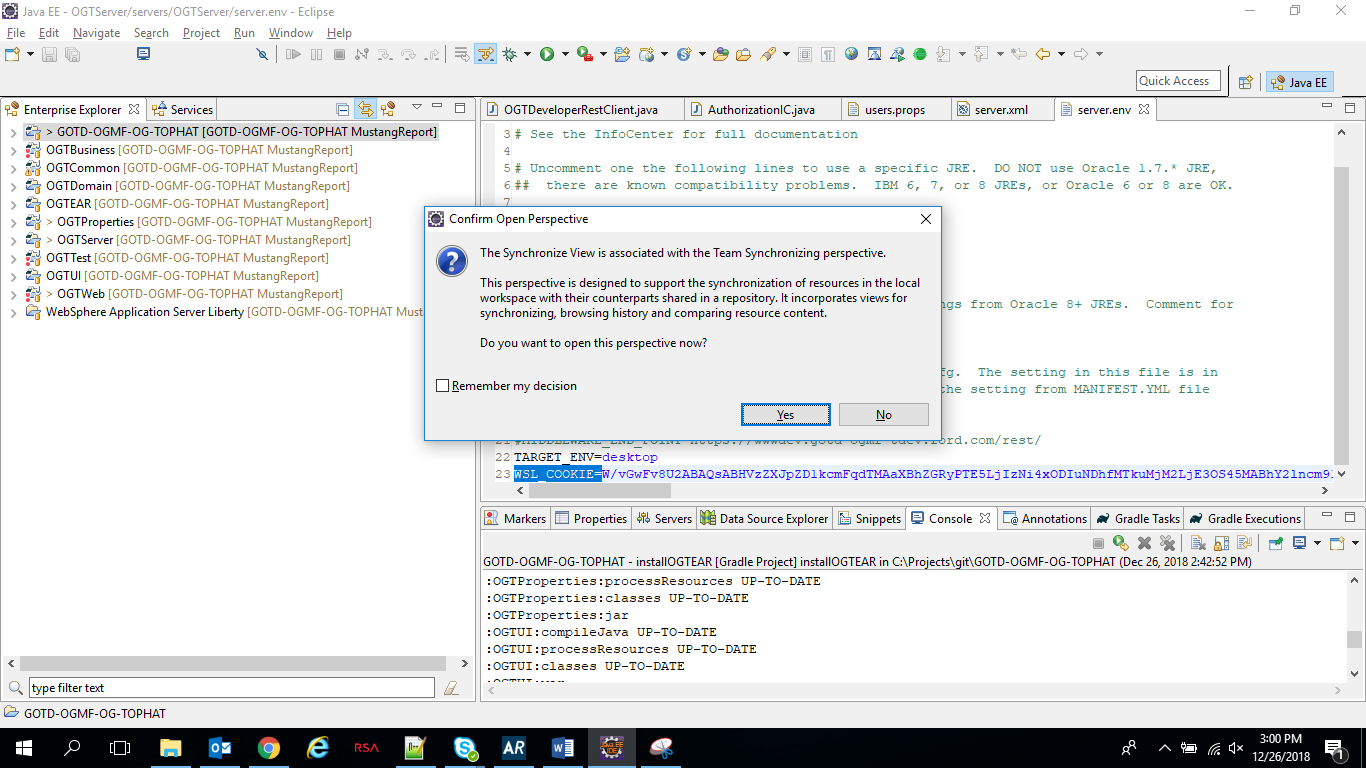 Java EE - OGTServer/servers/OGTServer/server.env - Eclipse
File Edit Navigate Search Project Run Window Help
Quick Access
Java EE
Enterprise Explorer
Services
> GOTD-OGMF-OG-TOPHAT [GOTD-OGMF-OG-TOPHAT MustangReport]
OGTBusiness [GOTD-OGMF-OG-TOPHAT MustangReport]
OGTCommon [GOTD-OGMF-OG-TOPHAT MustangReport]
OGTDomain [GOTD-OGMF-OG-TOPHAT MustangReport]
OGTEAR [GOTD-OGMF-OG-TOPHAT MustangReport]
> OGTProperties [GOTD-OGMF-OG-TOPHAT MustangReport]
> OGTServer [GOTD-OGMF-OG-TOPHAT MustangReport]
OGTTest [GOTD-OGMF-OG-TOPHAT MustangReport]
OGTUI [GOTD-OGMF-OG-TOPHAT MustangReport]
> OGTWeb [GOTD-OGMF-OG-TOPHAT MustangReport]
WebSphere Application Server Liberty [GOTD-OGMF-OG-TOPHAT Must
type filter text
GOTD-OGMF-OG-TOPHAT
OGTDeveloperRestClient.java AuthorizationIC.java users.props server.xml server.env
3 # See the InfoCenter for full documentation
4
5 # Uncomment one the following lines to use a specific JRE. DO NOT use Oracle 1.7.* JRE,
6 ## there are known compatibility problems. IBM 6, 7, or 8 JREs, or Oracle 6 or 8 are OK.
7
ngs from Oracle 8+ JREs. Comment for
fg. The setting in this file is in
the setting from MANIFEST.YML file
22 TARGET_ENV=desktop
23 WSL_COOKIE=
Confirm Open Perspective
The Synchronize View is associated with the Team Synchronizing perspective.
This perspective is designed to support the synchronization of resources in the local
workspace with their counterparts shared in a repository. It incorporates views for
synchronizing, browsing history and comparing resource content.
Do you want to open this perspective now?
Remember my decision
Yes No
Markers Properties Servers Data Source Explorer Snippets Console Annotations Gradle Tasks Gradle Executions
GOTD-OGMF-OG-TOPHAT - installOGTEAR [Gradle Project] installOGTEAR in C:\Projects\git\GOTD-OGMF-OG-TOPHAT (Dec 26, 2018 2:42:52 PM)
:OGTProperties:processResources UP-TO-DATE
:OGTProperties:classes UP-TO-DATE
:OGTProperties:jar
:OGTUI:compileJava UP-TO-DATE
:OGTUI:processResources UP-TO-DATE
:OGTUI:classes UP-TO-DATE
RSA
AR
3:00 PM
12/26/2018
1